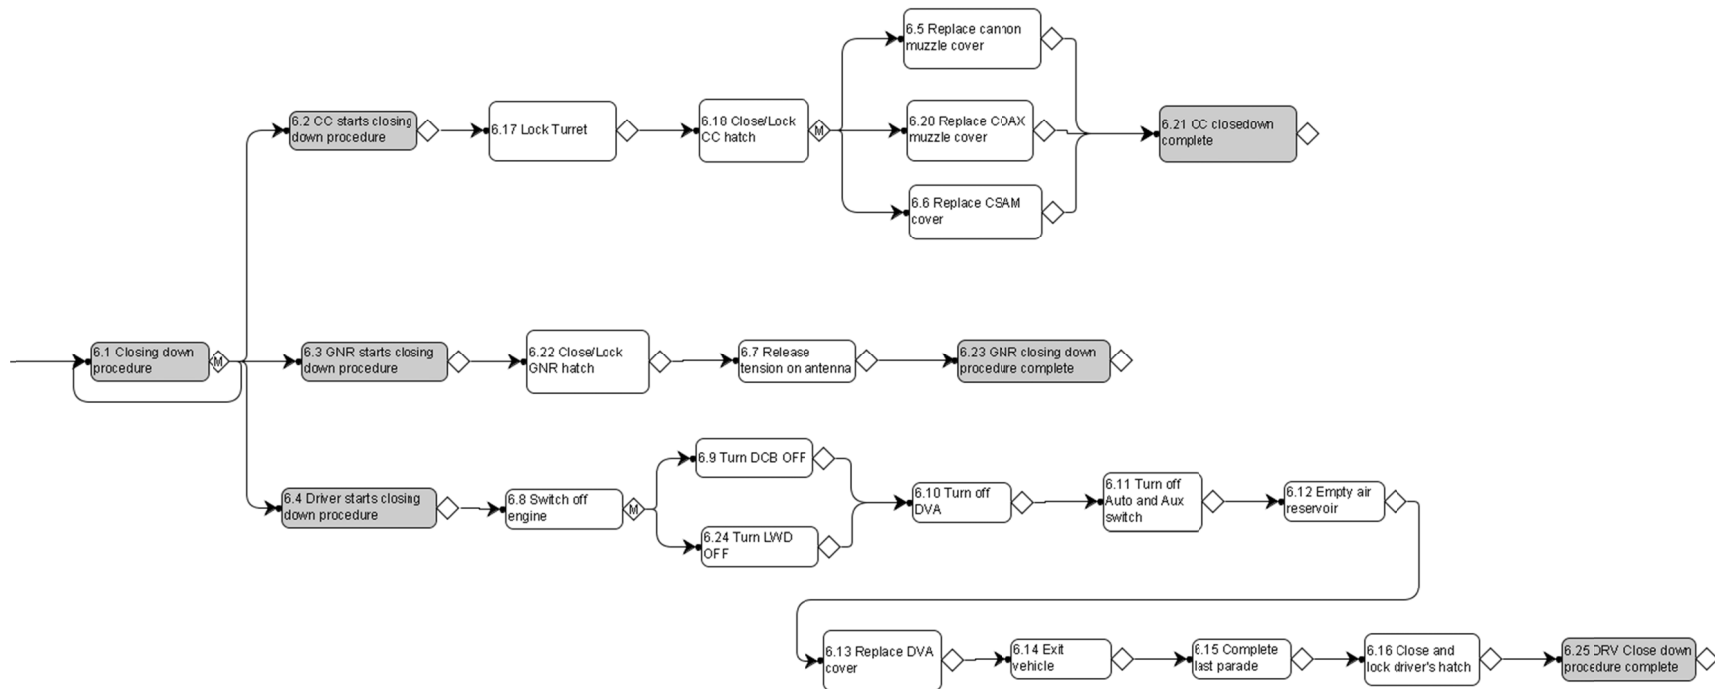 6.5 Replace cannon
muzzle cover
6.2 CC starts closing
down procedure
6.17 Lock Turret
6.18 Close/Lock
CC hatch
M
6.20 Replace COAX
muzzle cover
6.21 CC closedown
complete
6.6 Replace CSAM
cover
6.1 Closing down
procedure
M
6.3 GNR starts closing
down procedure
6.22 Close/Lock
GNR hatch
6.7 Release
tension on antenna
6.23 GNR closing down
procedure complete
6.4 Driver starts closing
down procedure
6.8 Switch off
engine
M
6.9 Turn DCB OFF
6.24 Turn LWD
OFF
6.10 Turn off
DVA
6.11 Turn off
Auto and Aux
switch
6.12 Empty air
reservoir
6.13 Replace DVA
cover
6.14 Exit
vehicle
6.15 Complete
last parade
6.16 Close and
lock driver's hatch
6.25 DRV Close down
procedure complete